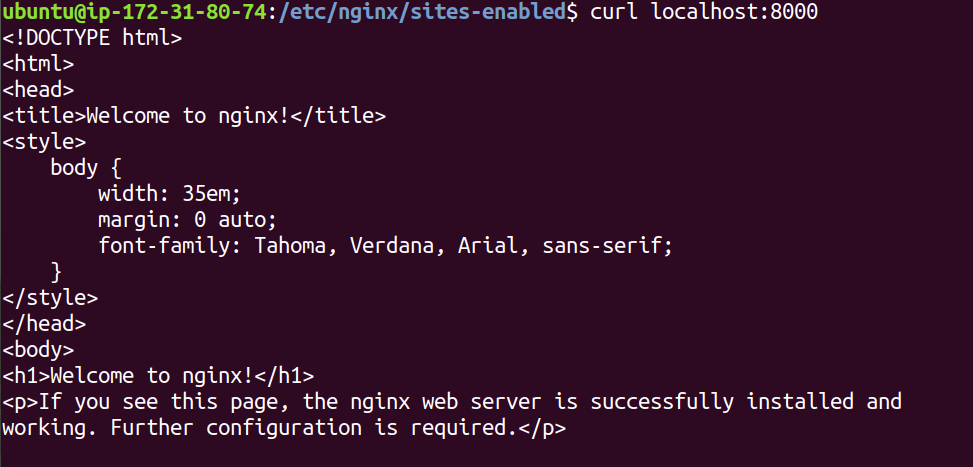 ubuntu@ip-172-31-80-74:/etc/nginx/sites-enabled$ curl localhost:8000
<!DOCTYPE html>
<html>
<head>
<title>Welcome to nginx!</title>
<style>
    body {
        width: 35em;
        margin: 0 auto;
        font-family: Tahoma, Verdana, Arial, sans-serif;
    }
</style>
</head>
<body>
<h1>Welcome to nginx!</h1>
<p>If you see this page, the nginx web server is successfully installed and
working. Further configuration is required.</p>